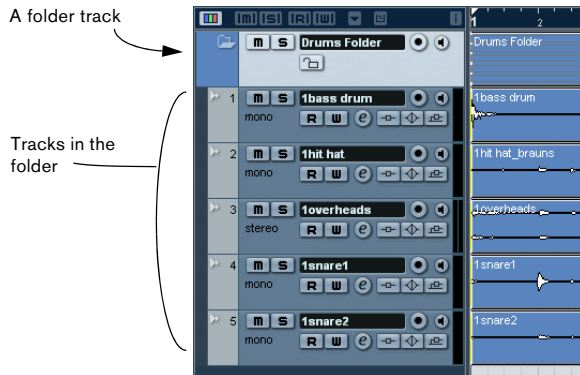 A folder track
Tracks in the
folder
M S R W
1 2
m S Drums Folder
Drums Folder
1 m S 1bass drum
mono R W e
1bass drum
2 m S 1hit hat
mono R W e
1hit hat_brauns
3 m S 1overheads
stereo R W e
1overheads
4 m S 1snare1
mono R W e
1snare1
5 m S 1snare2
mono R W e
1snare2